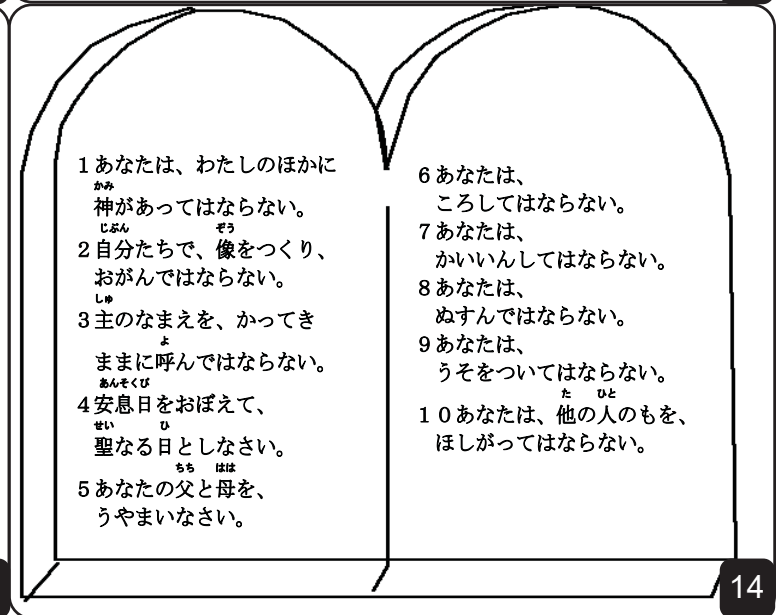 1あなたは、わたしのほかに
神があってはならない。
2自分たちで、像をつくり、
おがんではならない。
3主のなまえを、かってき
ままに呼んではならない。
4安息日をおぼえて、
聖なる日としなさい。
5あなたの父と母を、
うやまいなさい。
6あなたは、
ころしてはならない。
7あなたは、
かいいんしてはならない。
8あなたは、
ぬすんではならない。
9あなたは、
うそをついてはならない。
10あなたは、他の人のもを、
ほしがってはならない。
14